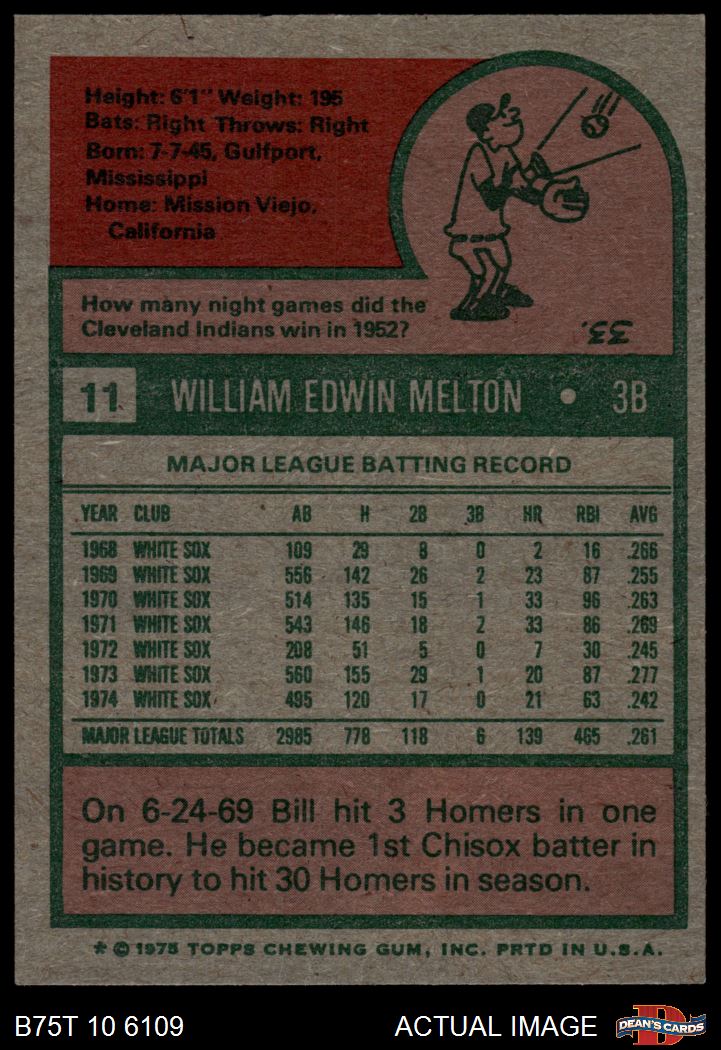 Height: 6'1" Weight: 195
Bats: Right Throws: Right
Born: 7-7-45, Gulfport,
Mississippi
Home: Mission Viejo,
California
How many night games did the
Cleveland Indians win in 1952?
33.
11 WILLIAM EDWIN MELTON • 3B
MAJOR LEAGUE BATTING RECORD
YEAR CLUB AB H 2B 3B HR RBI AVG
1968 WHITE SOX 109 29 8 0 2 16 .266
1969 WHITE SOX 556 142 26 2 23 87 .255
1970 WHITE SOX 514 135 15 1 33 96 .263
1971 WHITE SOX 543 146 18 2 33 86 .269
1972 WHITE SOX 208 51 5 0 7 30 .245
1973 WHITE SOX 560 155 29 1 20 87 .277
1974 WHITE SOX 495 120 17 0 21 63 .242
MAJOR LEAGUE TOTALS 2985 778 118 6 139 465 .261
On 6-24-69 Bill hit 3 Homers in one
game. He became 1st Chisox batter in
history to hit 30 Homers in season.
* © 1975 TOPPS CHEWING GUM, INC. PRTD IN U.S.A.
B75T 10 6109 ACTUAL IMAGE D DEAN'S CARDS